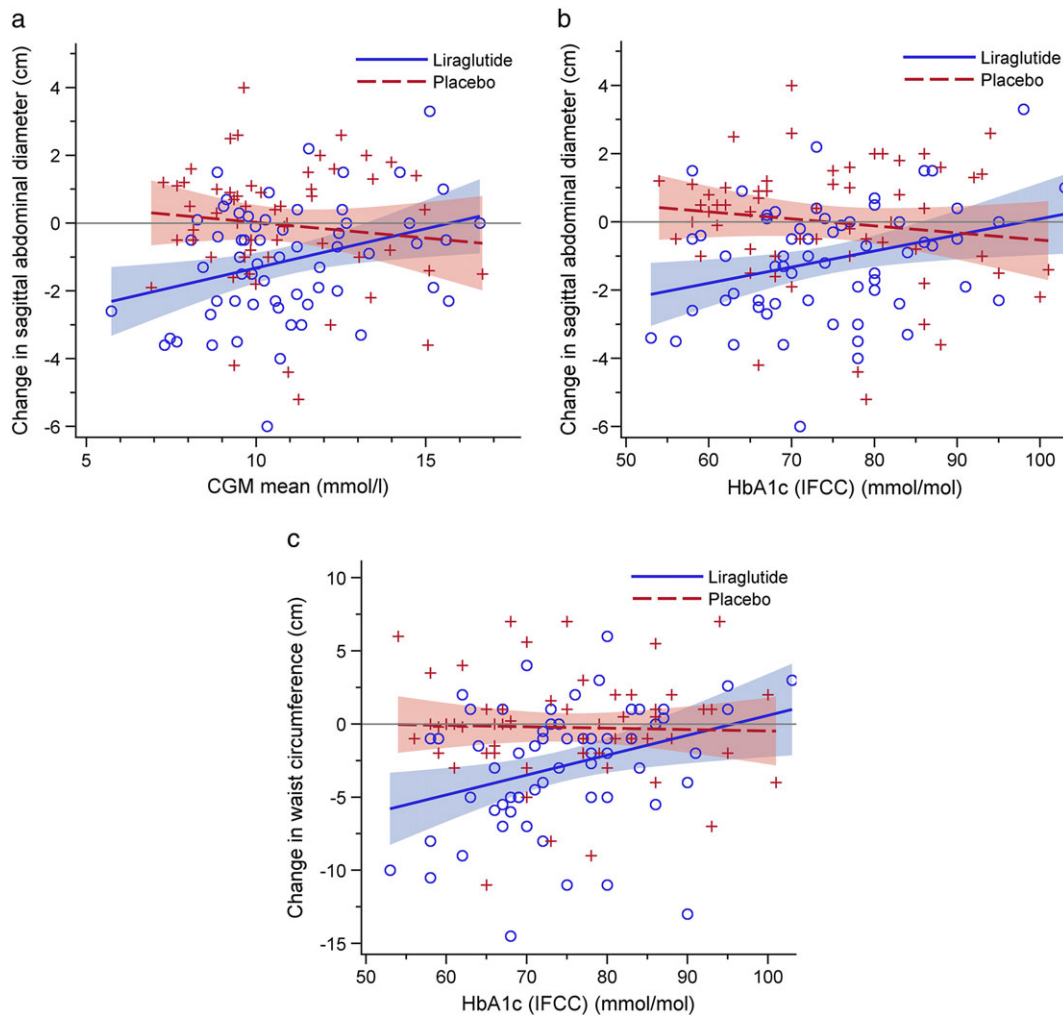 a
Change in sagittal abdominal diameter (cm)
4
2
0
-2
-4
-6
5
10
15
CGM mean (mmol/l)
Liraglutide
Placebo
b
Change in sagittal abdominal diameter (cm)
4
2
0
-2
-4
-6
50
60
70
80
90
100
HbA1c (IFCC) (mmol/mol)
Liraglutide
Placebo
c
Change in waist circumference (cm)
10
5
0
-5
-10
-15
50
60
70
80
90
100
HbA1c (IFCC) (mmol/mol)
Liraglutide
Placebo